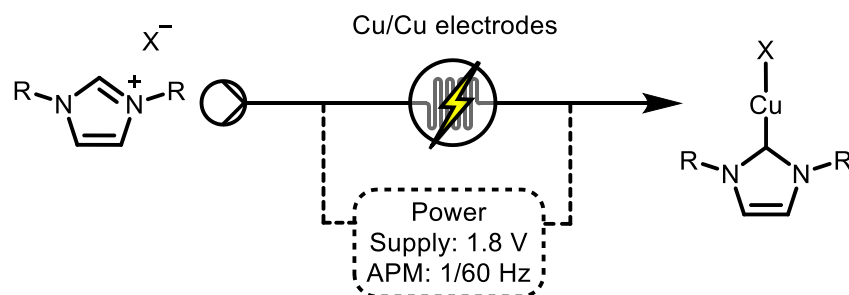 Cu/Cu electrodes
X−
R N + N R
X
Cu
R N N R
Power
Supply: 1.8 V
APM: 1/60 Hz